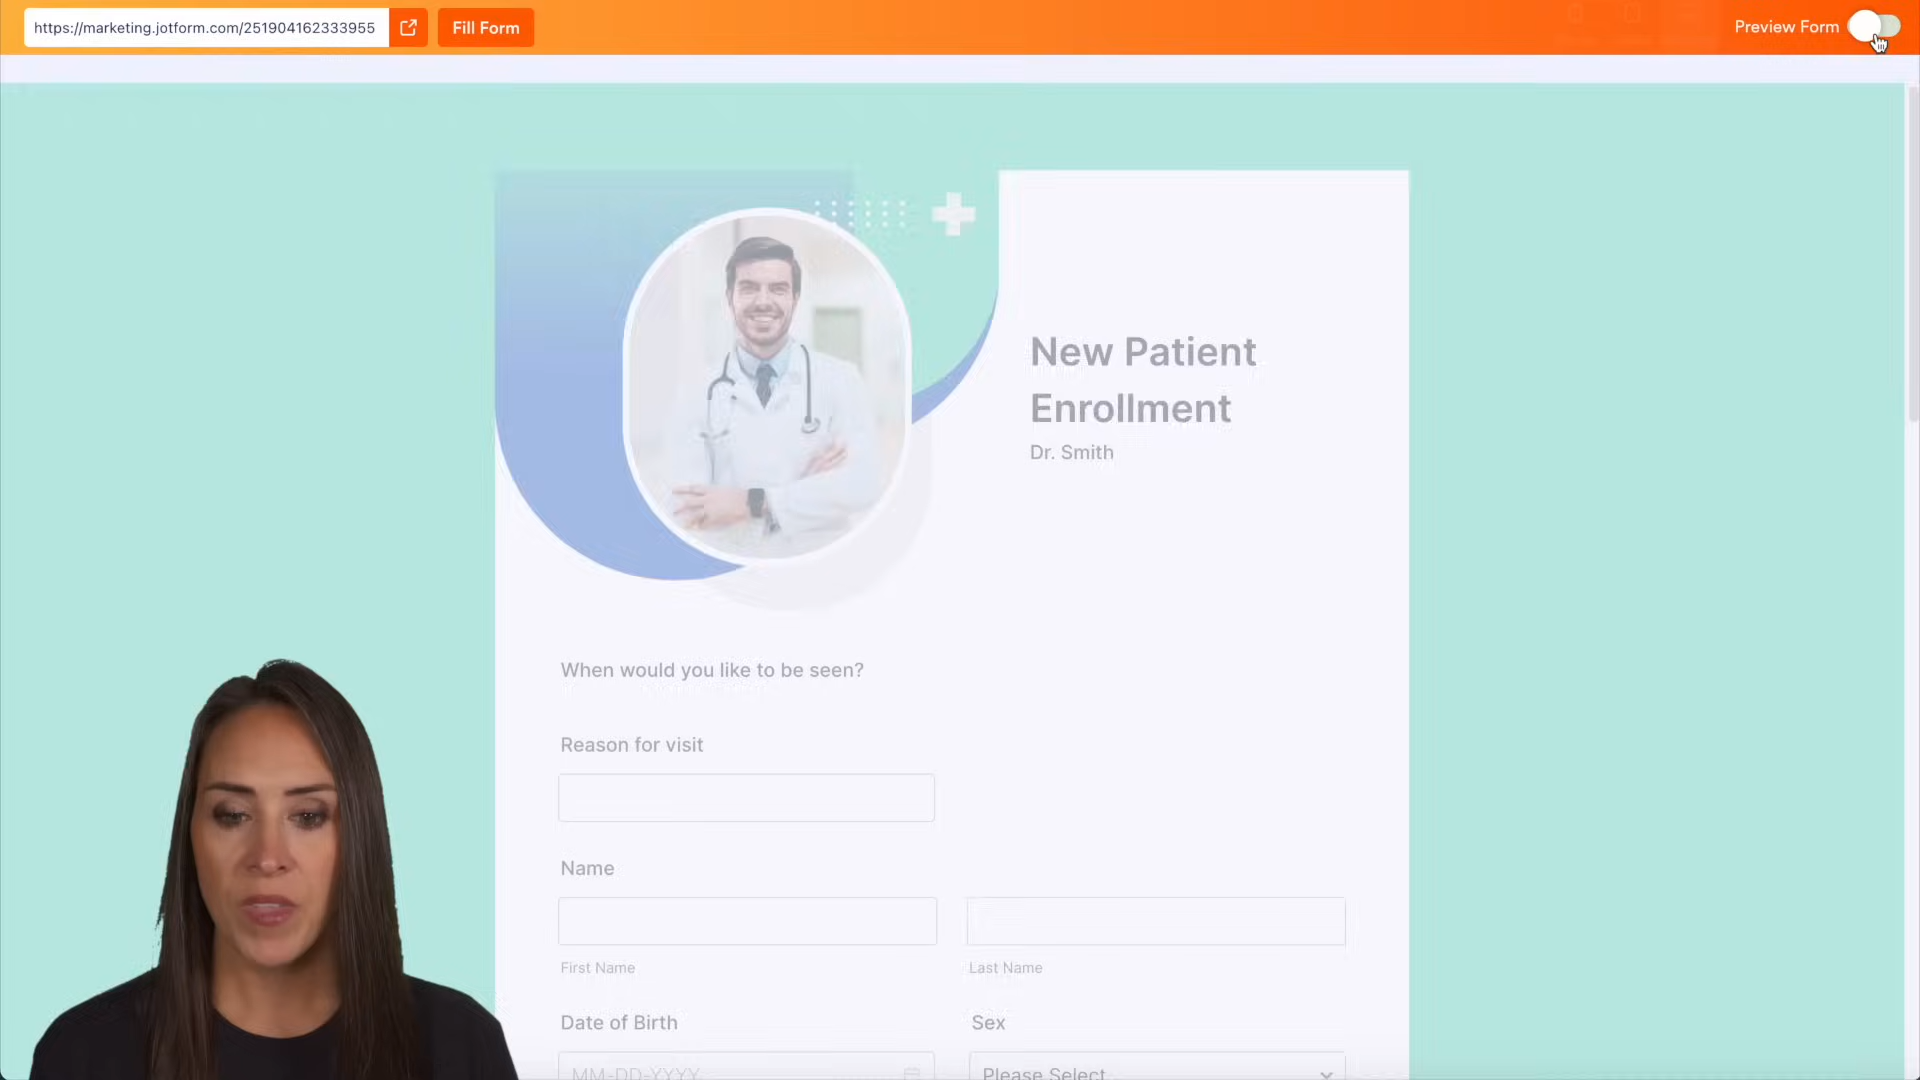 https://marketing.jotform.com/251904162333955
Fill Form
Preview Form
New Patient
Enrollment
Dr. Smith
When would you like to be seen?
Reason for visit
Name
First Name
Last Name
Date of Birth
Sex
MM-DD-YYYY
Please Select